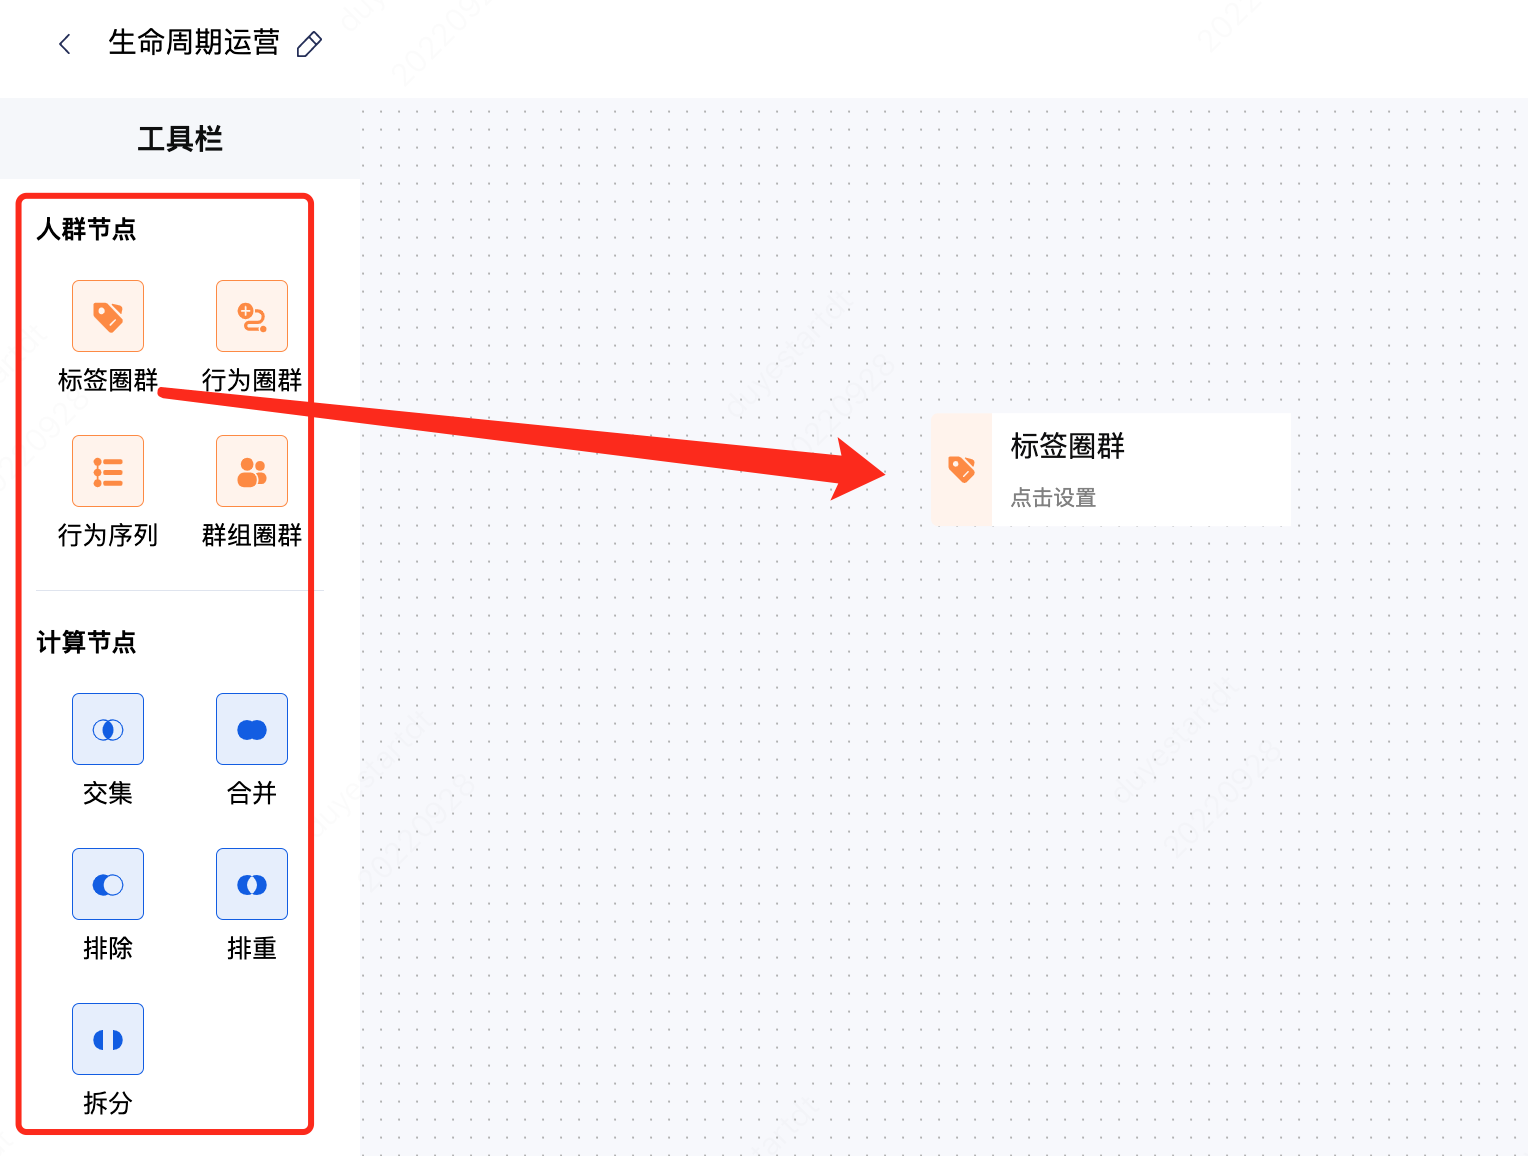 生命周期运营
工具栏
人群节点
标签圈群
行为圈群
行为序列
群组圈群
计算节点
交集
合并
排除
排重
拆分
标签圈群
点击设置
duyestartdt
20220928